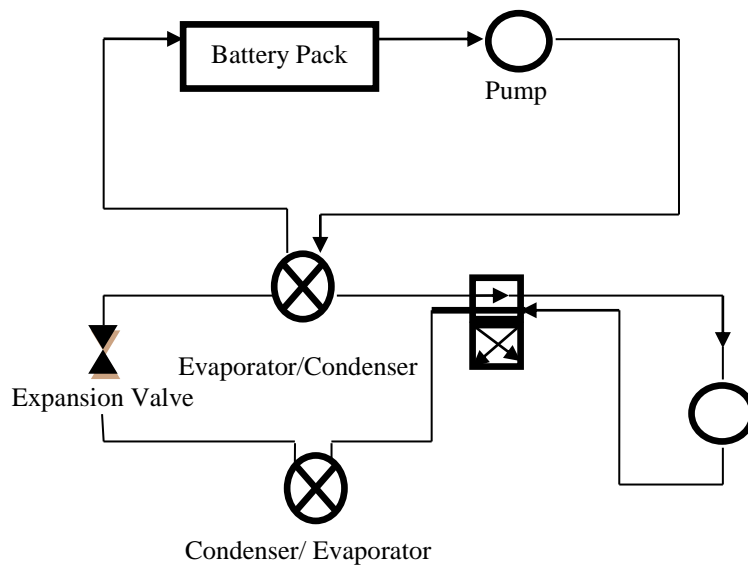 Battery Pack
Pump
Evaporator/Condenser
Expansion Valve
Condenser/ Evaporator